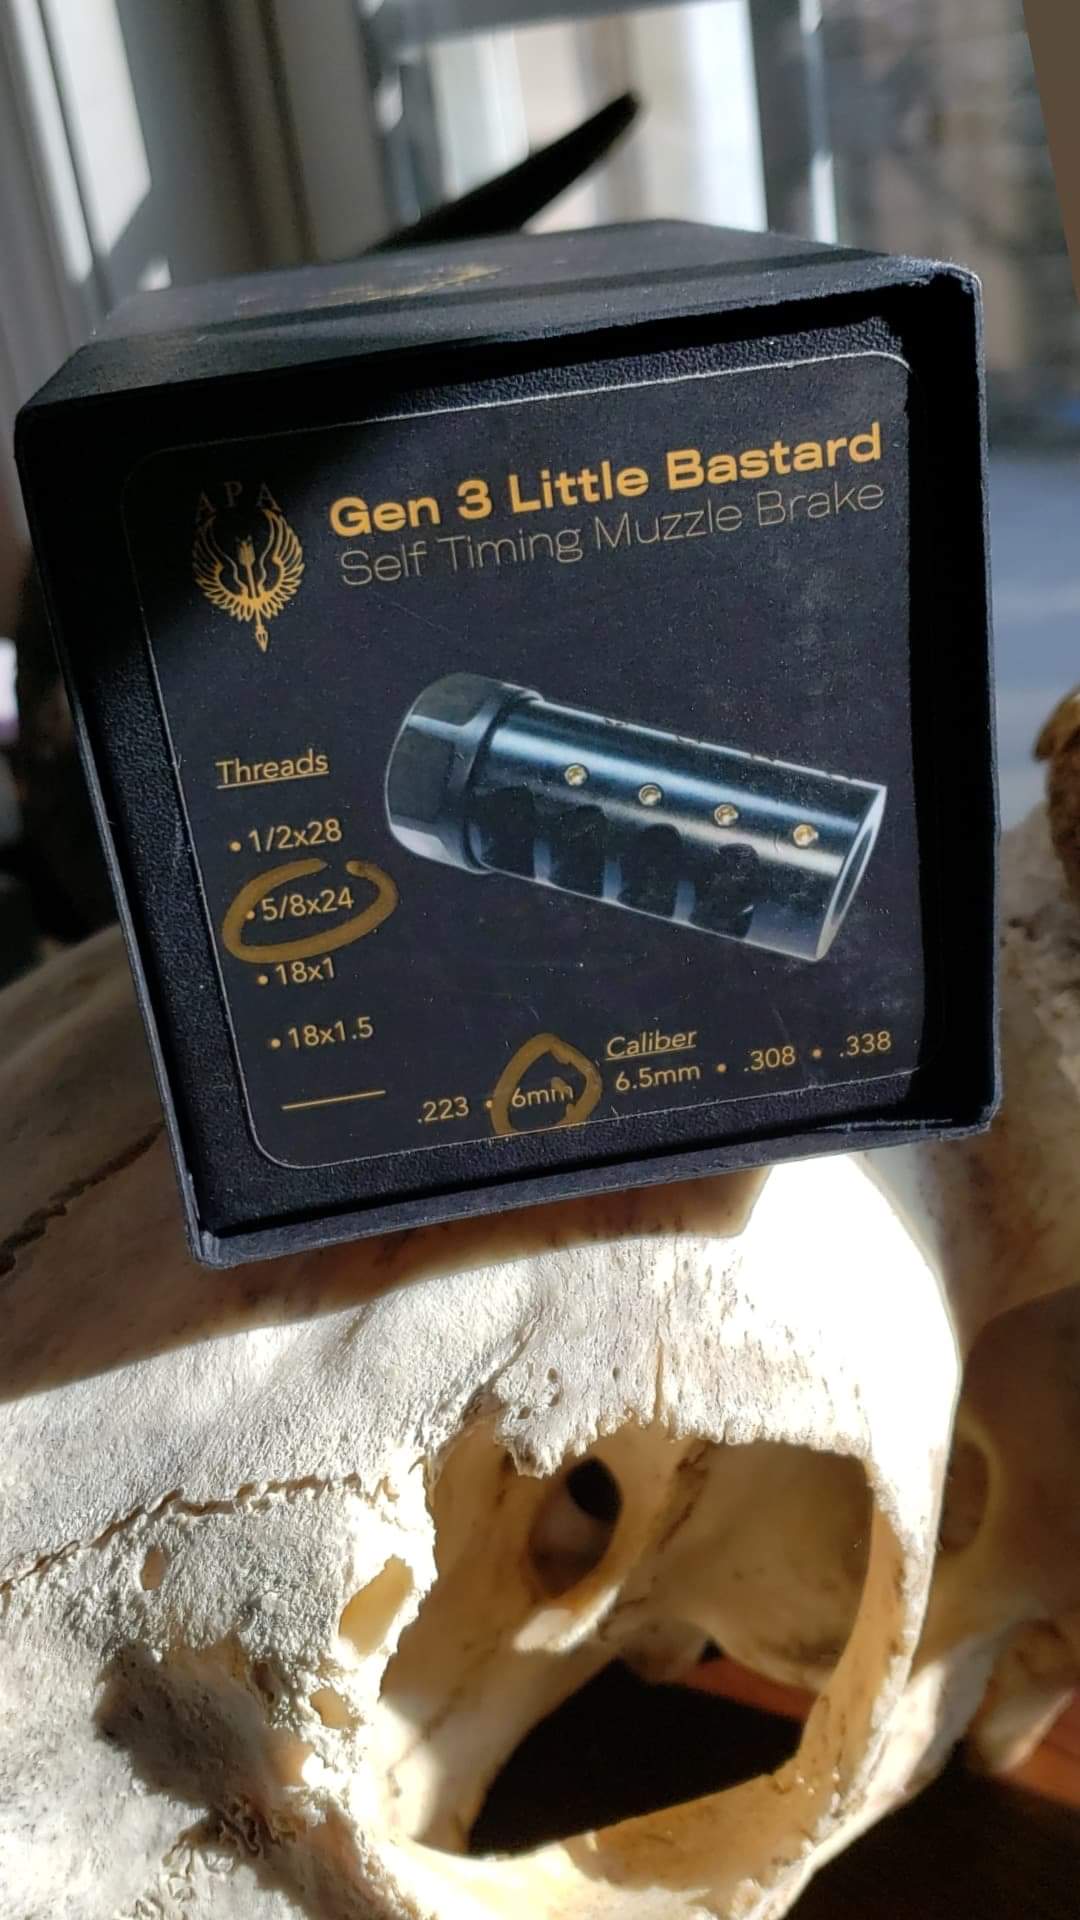 APA
Gen 3 Little Bastard
Self Timing Muzzle Brake
Threads
• 1/2x28
• 5/8x24
• 18x1
• 18x1.5
Caliber
.223 • 6mm 6.5mm • .308 • .338